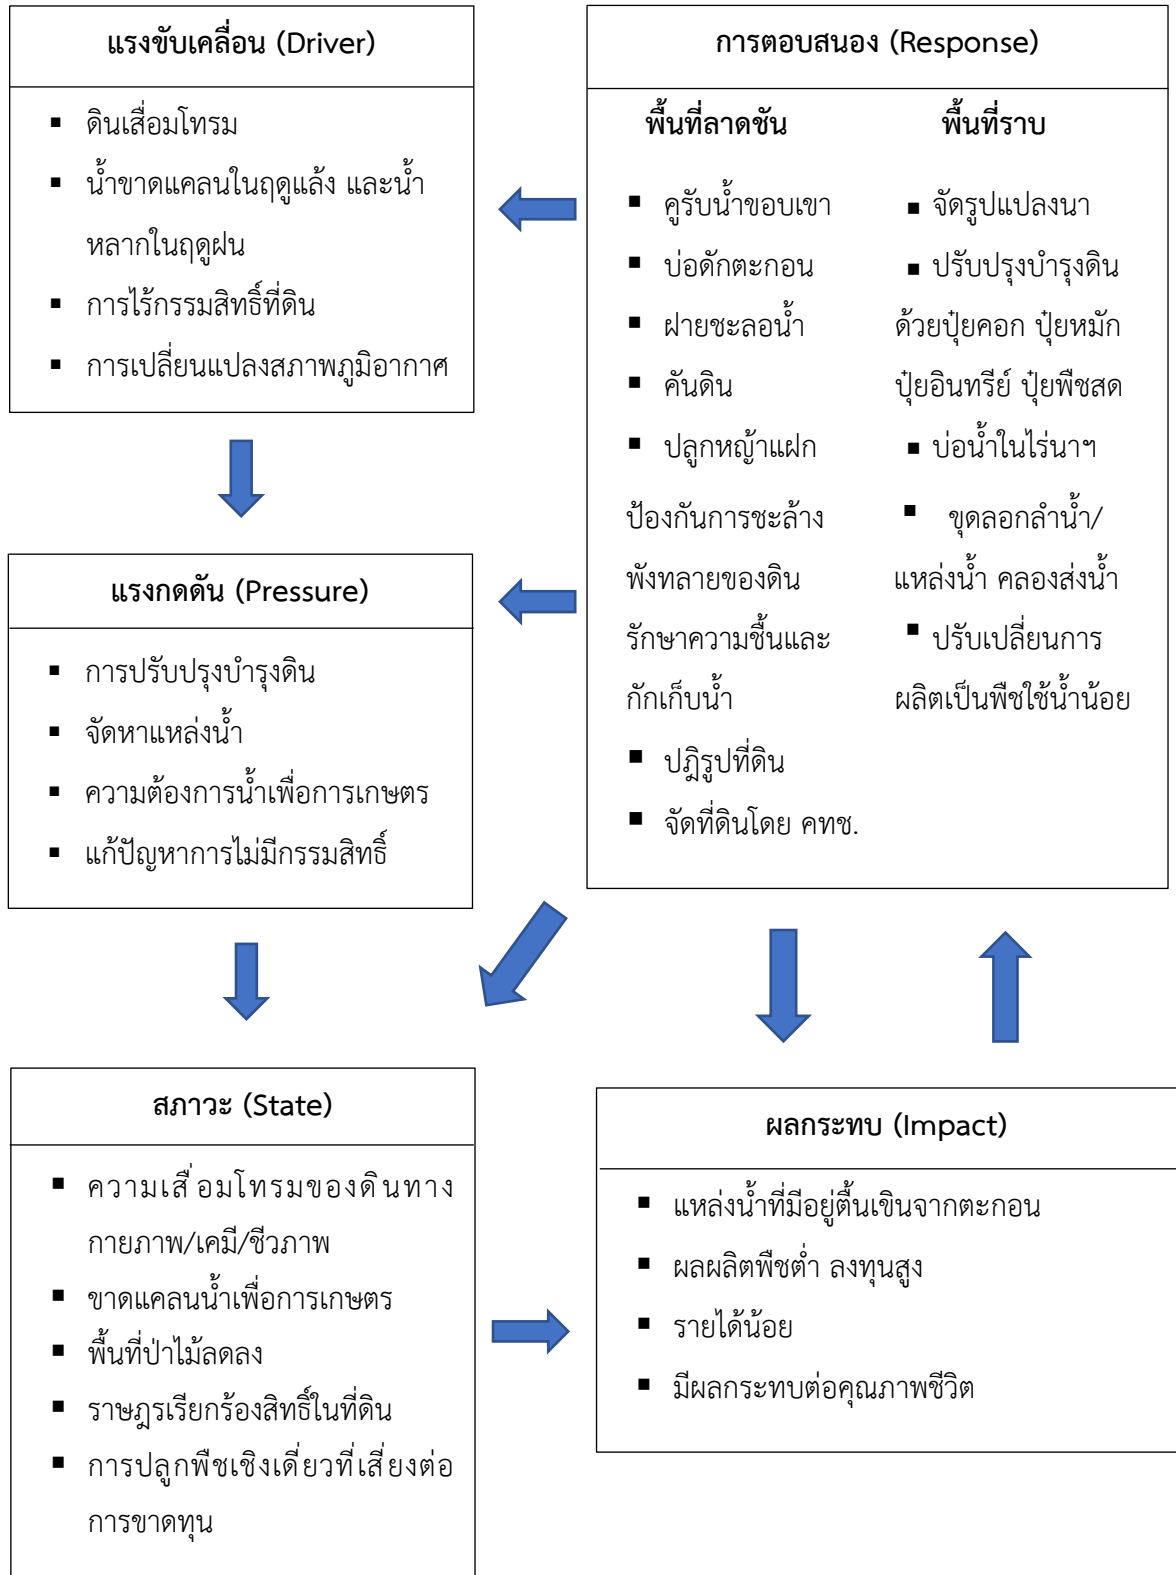 แรงขับเคลื่อน (Driver)
▪ ดินเสื่อมโทรม
▪ น้ำขาดแคลนในฤดูแล้ง และน้ำ
หลากในฤดูฝน
▪ การไร้กรรมสิทธิ์ที่ดิน
▪ การเปลี่ยนแปลงสภาพภูมิอากาศ
แรงกดดัน (Pressure)
▪ การปรับปรุงบำรุงดิน
▪ จัดหาแหล่งน้ำ
▪ ความต้องการน้ำเพื่อการเกษตร
▪ แก้ปัญหาการไม่มีกรรมสิทธิ์
สภาวะ (State)
▪ ความเสื่อมโทรมของดินทาง
กายภาพ/เคมี/ชีวภาพ
▪ ขาดแคลนน้ำเพื่อการเกษตร
▪ พื้นที่ป่าไม้ลดลง
▪ ราษฎรเรียกร้องสิทธิ์ในที่ดิน
▪ การปลูกพืชเชิงเดี่ยวที่เสี่ยงต่อ
การขาดทุน
การตอบสนอง (Response)
พื้นที่ลาดชัน
▪ คูรับน้ำขอบเขา
▪ บ่อดักตะกอน
▪ ฝายชะลอน้ำ
▪ คันดิน
▪ ปลูกหญ้าแฝก
ป้องกันการชะล้าง
พังทลายของดิน
รักษาความชื้นและ
กักเก็บน้ำ
▪ ปฎิรูปที่ดิน
▪ จัดที่ดินโดย คทช.
พื้นที่ราบ
▪ จัดรูปแปลงนา
▪ ปรับปรุงบำรุงดิน
ด้วยปุ๋ยคอก ปุ๋ยหมัก
ปุ๋ยอินทรีย์ ปุ๋ยพืชสด
▪ บ่อน้ำในไร่นาฯ
▪ ขุดลอกลำน้ำ/
แหล่งน้ำ คลองส่งน้ำ
▪ ปรับเปลี่ยนการ
ผลิตเป็นพืชใช้น้ำน้อย
ผลกระทบ (Impact)
▪ แหล่งน้ำที่มีอยู่ตื้นเขินจากตะกอน
▪ ผลผลิตพืชต่ำ ลงทุนสูง
▪ รายได้น้อย
▪ มีผลกระทบต่อคุณภาพชีวิต